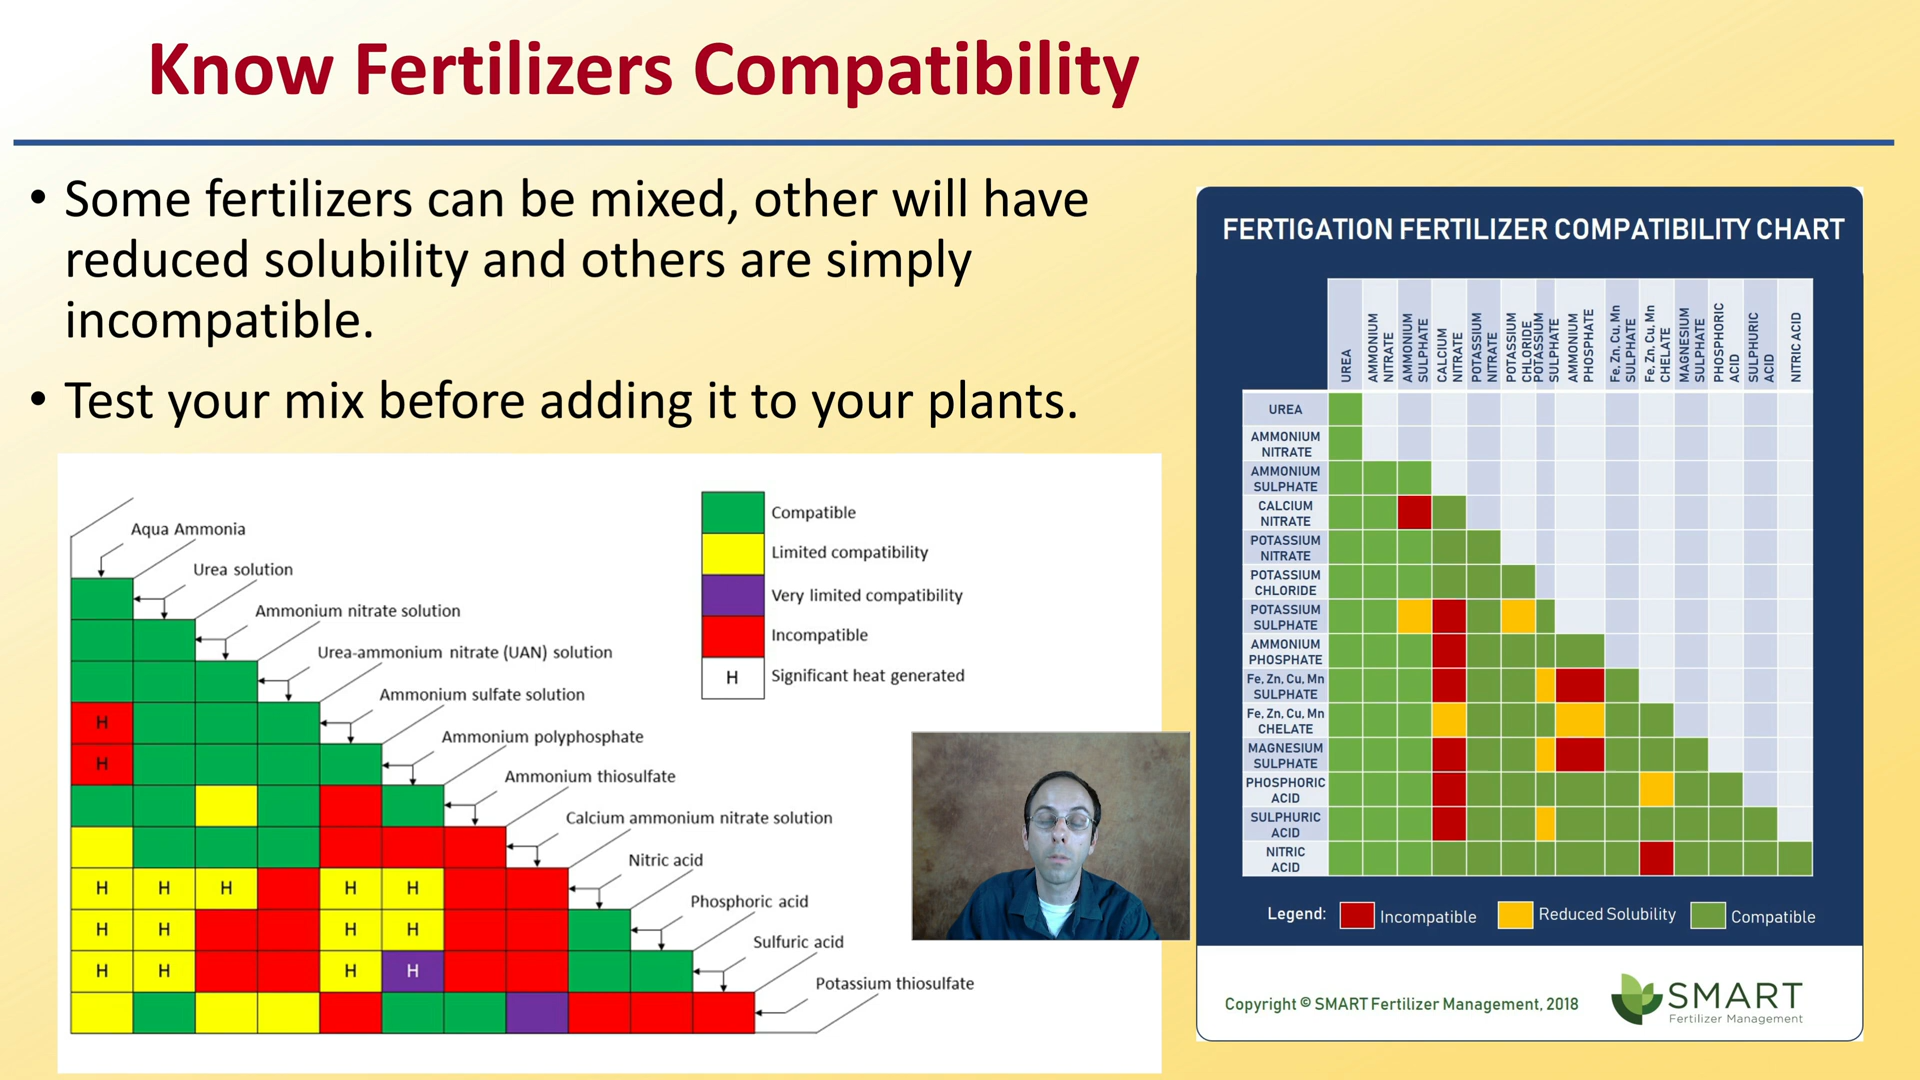 Know Fertilizers Compatibility
• Some fertilizers can be mixed, other will have
reduced solubility and others are simply
incompatible.
• Test your mix before adding it to your plants.
Aqua Ammonia
Urea solution
Ammonium nitrate solution
Urea-ammonium nitrate (UAN) solution
Ammonium sulfate solution
Ammonium polyphosphate
Ammonium thiosulfate
Calcium ammonium nitrate solution
Nitric acid
Phosphoric acid
Sulfuric acid
Potassium thiosulfate
H
H
H H H H H
H H H H
H H H H
Compatible
Limited compatibility
Very limited compatibility
Incompatible
H Significant heat generated
FERTIGATION FERTILIZER COMPATIBILITY CHART
UREA
AMMONIUM
NITRATE
AMMONIUM
SULPHATE
CALCIUM
NITRATE
POTASSIUM
NITRATE
POTASSIUM
CHLORIDE
POTASSIUM
SULPHATE
AMMONIUM
PHOSPHATE
Fe, Zn, Cu, Mn
SULPHATE
Fe, Zn, Cu, Mn
CHELATE
MAGNESIUM
SULPHATE
PHOSPHORIC
ACID
SULPHURIC
ACID
NITRIC ACID
UREA
AMMONIUM
NITRATE
AMMONIUM
SULPHATE
CALCIUM
NITRATE
POTASSIUM
NITRATE
POTASSIUM
CHLORIDE
POTASSIUM
SULPHATE
AMMONIUM
PHOSPHATE
Fe, Zn, Cu, Mn
SULPHATE
Fe, Zn, Cu, Mn
CHELATE
MAGNESIUM
SULPHATE
PHOSPHORIC
ACID
SULPHURIC
ACID
NITRIC
ACID
Legend: Incompatible Reduced Solubility Compatible
Copyright © SMART Fertilizer Management, 2018
SMART
Fertilizer Management